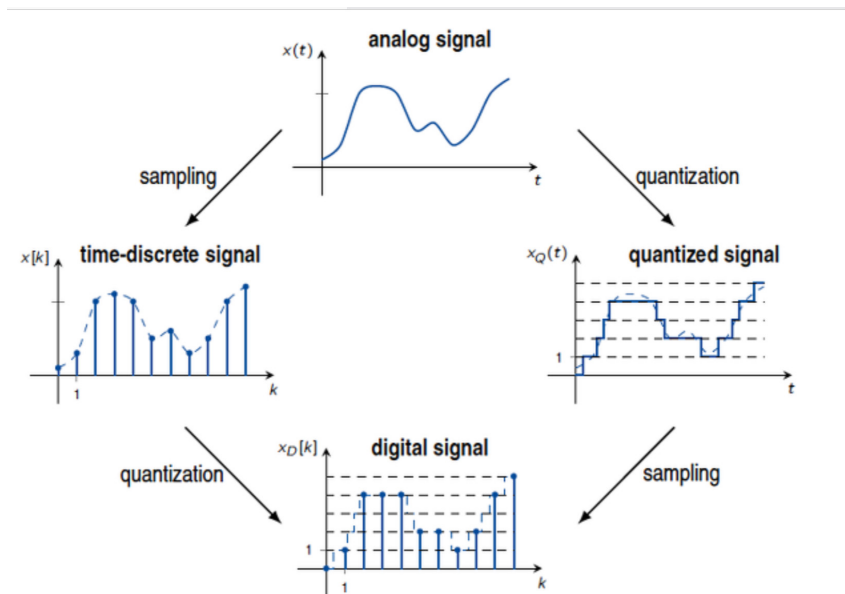 analog signal
x(t)
t
sampling
quantization
time-discrete signal
x[k]
1
k
quantized signal
x_Q(t)
1
t
quantization
sampling
digital signal
x_D[k]
1
1
k